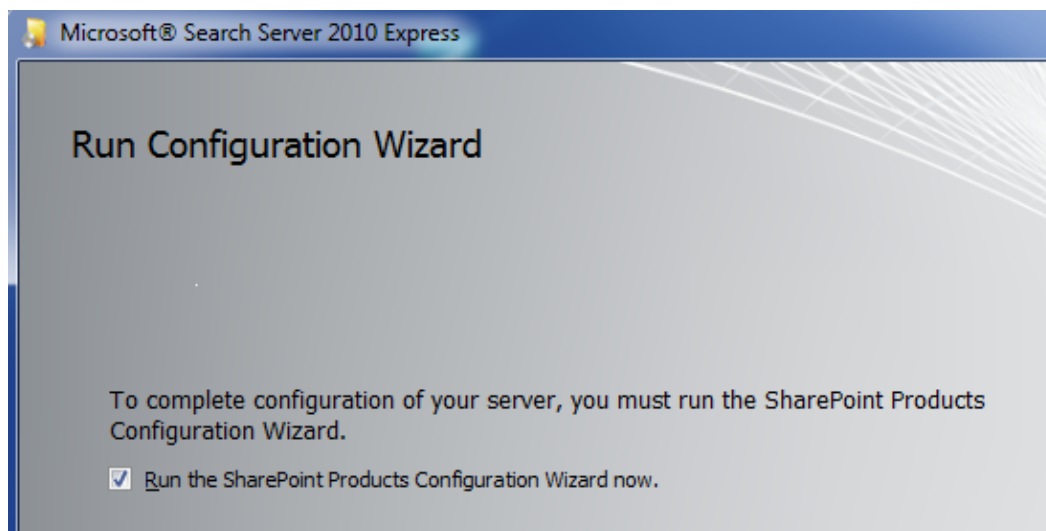 Microsoft® Search Server 2010 Express
Run Configuration Wizard
To complete configuration of your server, you must run the SharePoint Products
Configuration Wizard.
Run the SharePoint Products Configuration Wizard now.